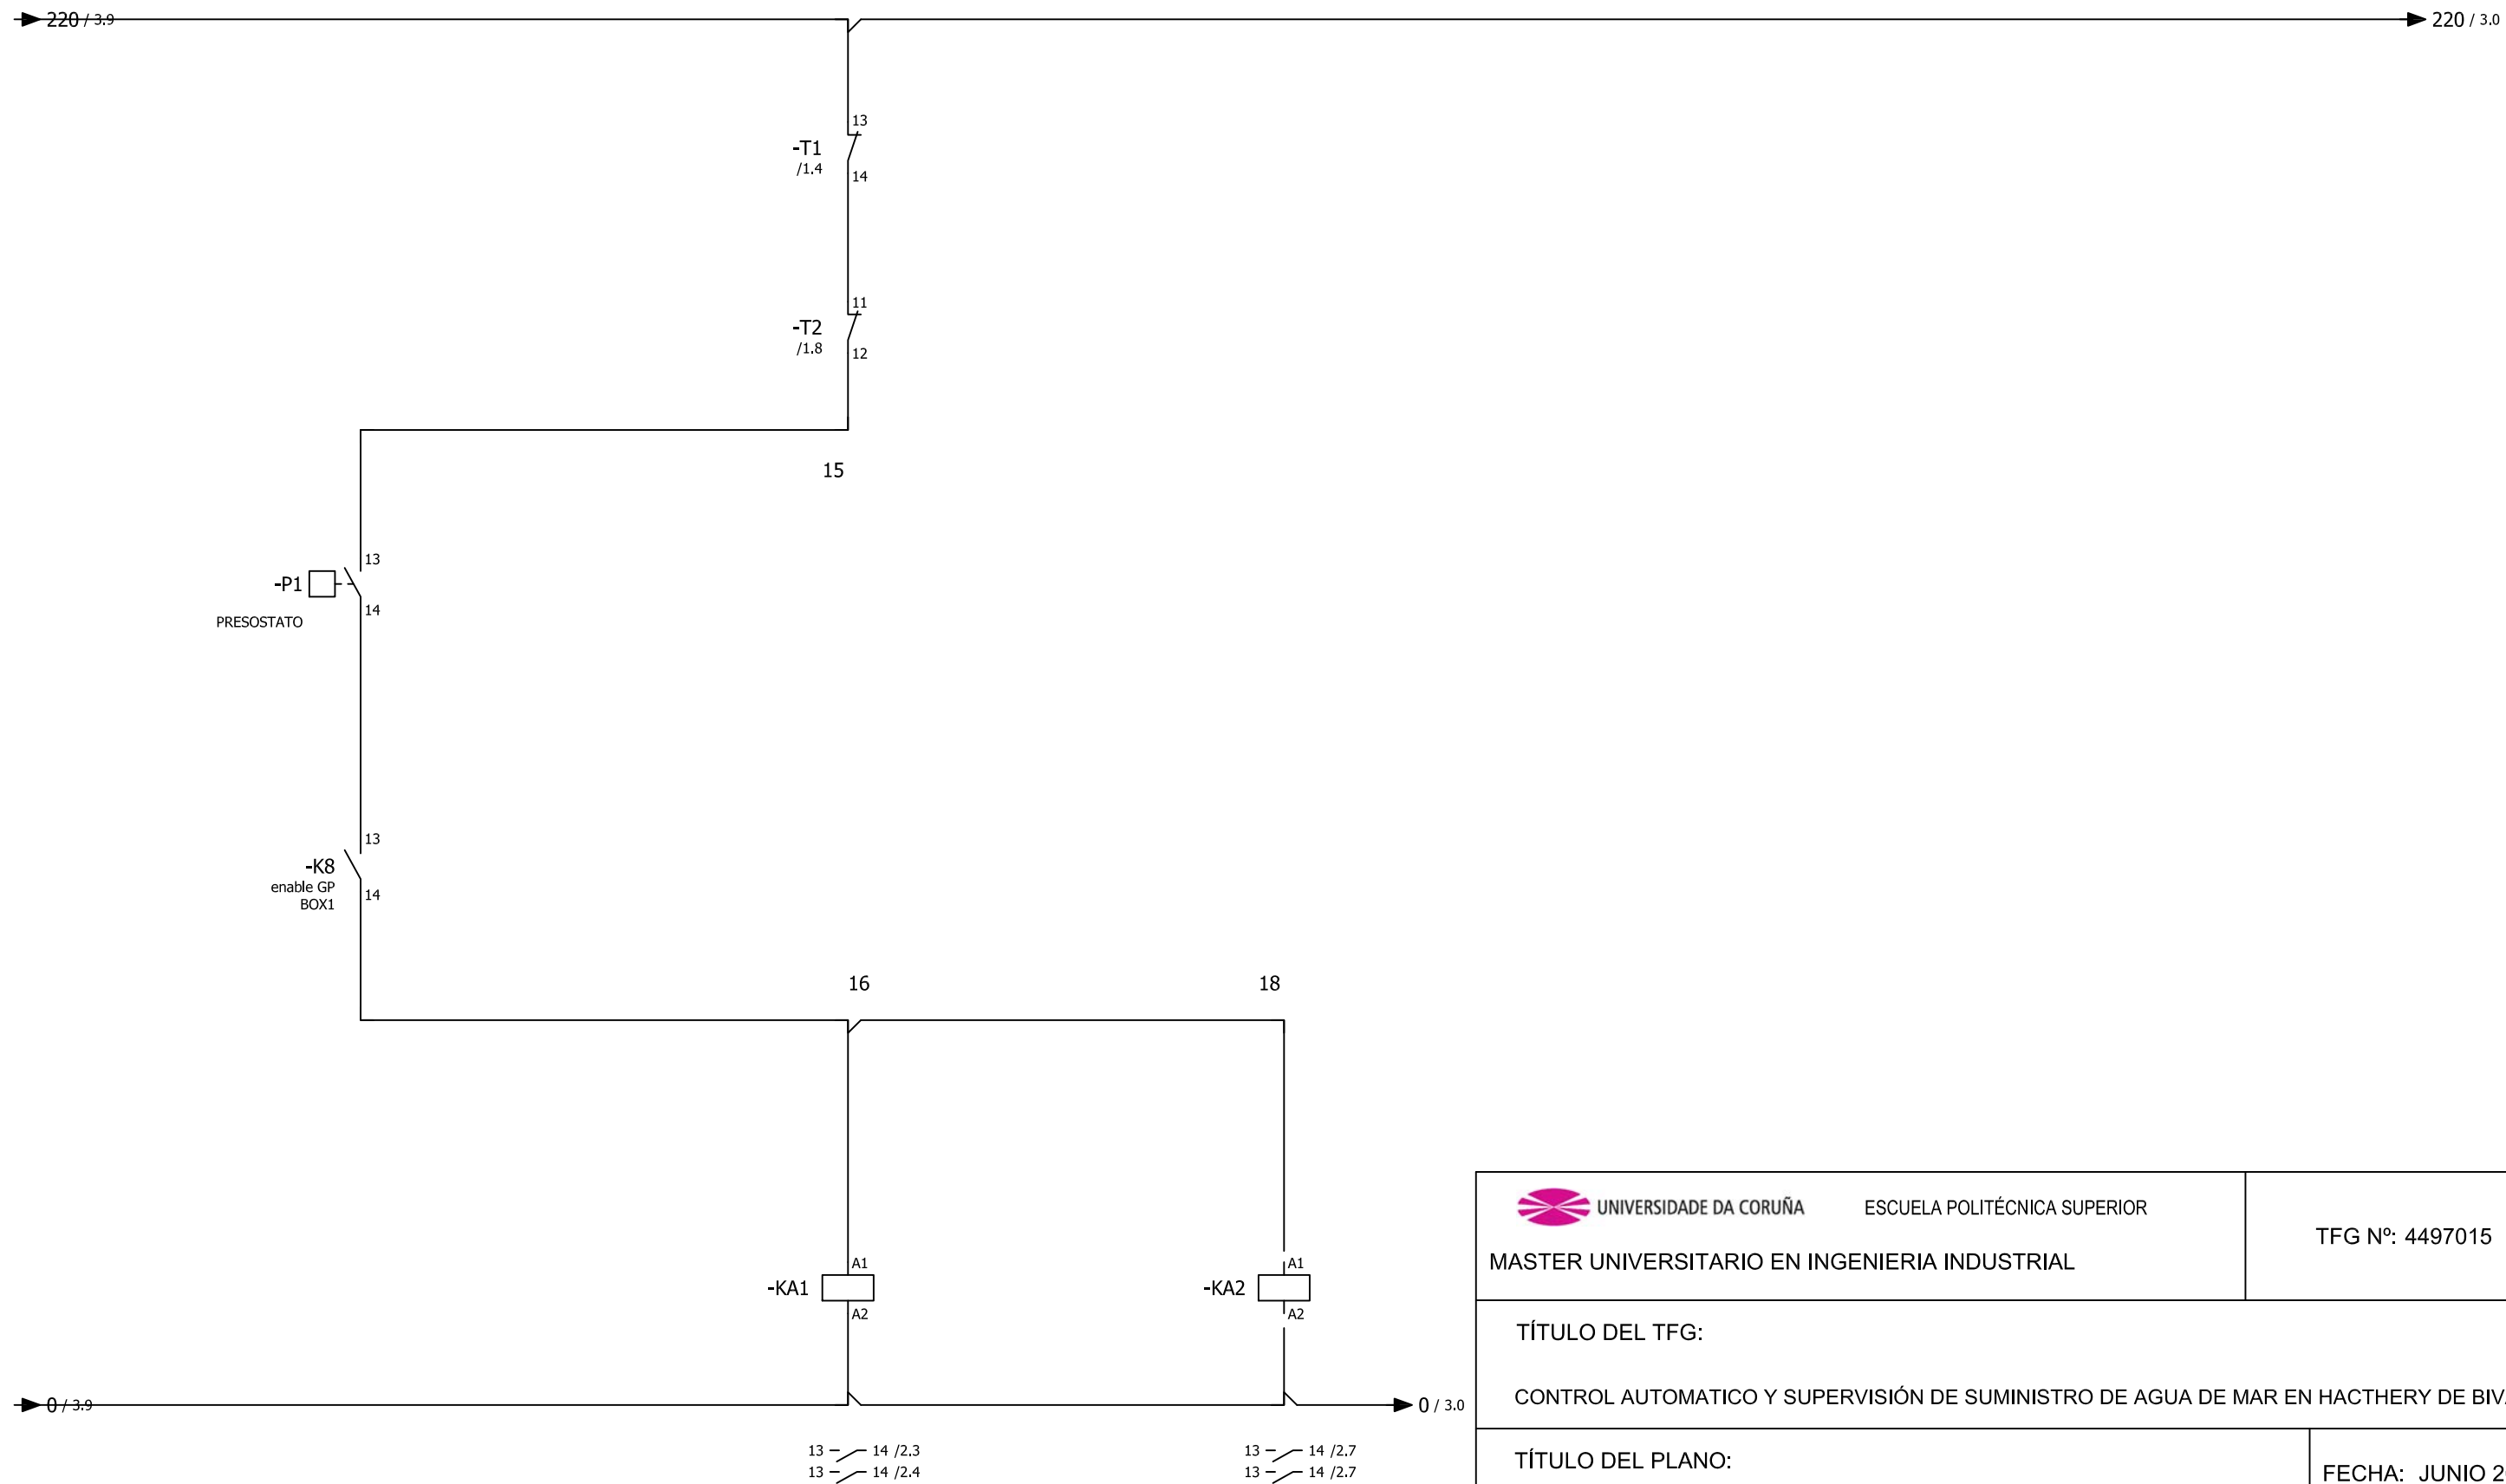 220 / 3.9
220 / 3.0
13
-T1
/1.4
14
11
-T2
/1.8
12
15
13
-P1
14
PRESOSTATO
13
-K8
enable GP
BOX1
14
16
18
A1
-KA1
A2
A1
-KA2
A2
0 / 3.9
0 / 3.0
13 14 /2.3
13 14 /2.4
13 14 /2.7
13 14 /2.7
UNIVERSIDADE DA CORUÑA ESCUELA POLITÉCNICA SUPERIOR
MASTER UNIVERSITARIO EN INGENIERIA INDUSTRIAL
TFG Nº: 4497015
TÍTULO DEL TFG:
CONTROL AUTOMATICO Y SUPERVISIÓN DE SUMINISTRO DE AGUA DE MAR EN HACTHERY DE
TÍTULO DEL PLANO:
FECHA: JUNIO